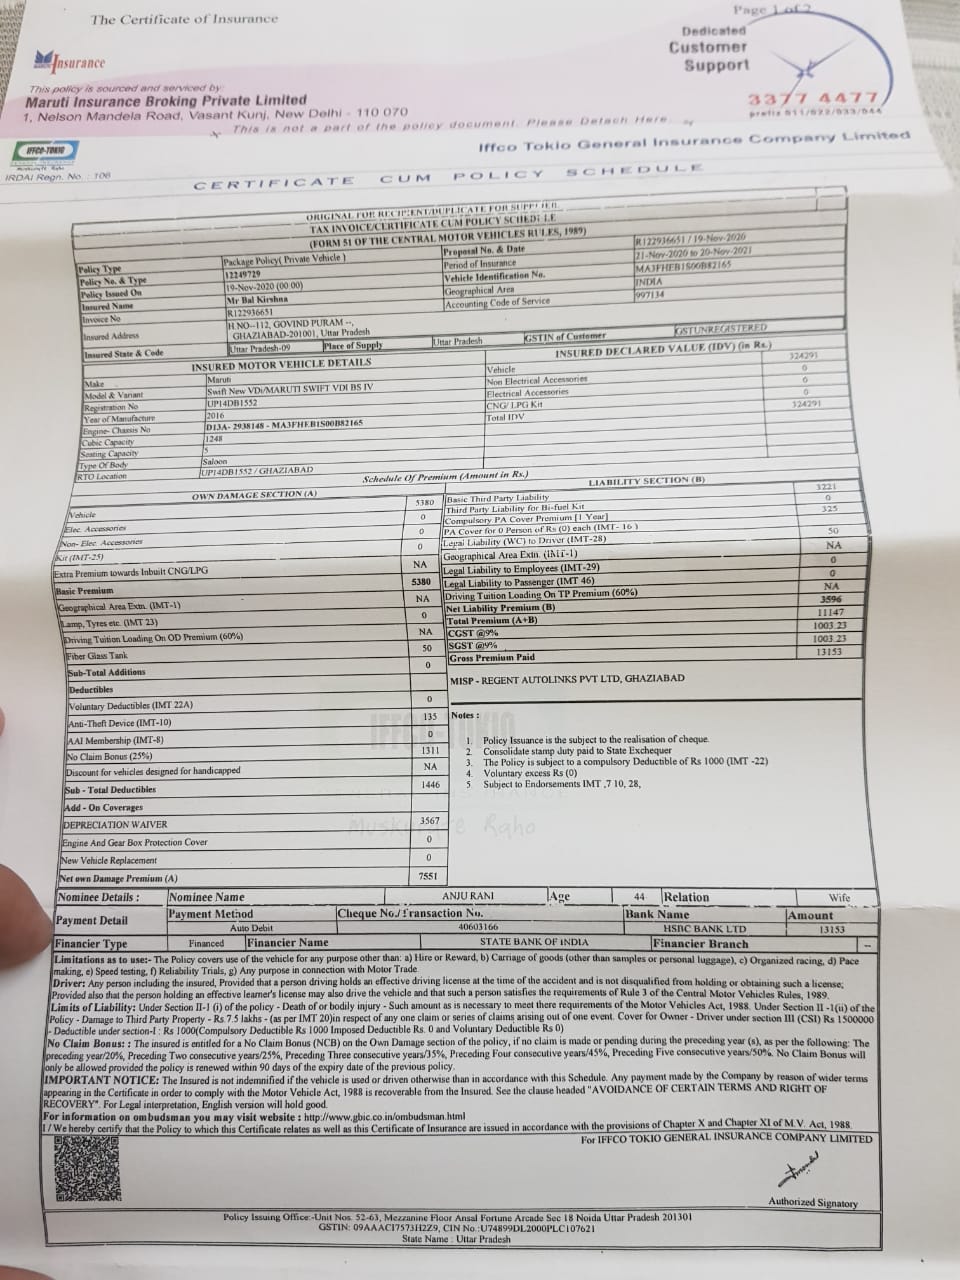 The Certificate of Insurance
Page 1 of 2
Dedicated
Customer
Support
3377 4477
prefix 011/022/033/044
Insurance
This policy is sourced and serviced by:
Maruti Insurance Broking Private Limited
1, Nelson Mandela Road, Vasant Kunj, New Delhi - 110 070
This is not a part of the policy document. Please Detach Here.
IFFCO-TOKIO
Muskurate Raho
IRDAI Regn. No. : 106
Iffco Tokio General Insurance Company Limited
CERTIFICATE CUM POLICY SCHEDULE
ORIGINAL FOR RECIPIENT/DUPLICATE FOR SUPPLIER
TAX INVOICE/CERTIFICATE CUM POLICY SCHEDULE
(FORM 51 OF THE CENTRAL MOTOR VEHICLES RULES, 1989)
Policy Type Package Policy( Private Vehicle ) Proposal No. & Date R122936651 / 19-Nov-2020
Policy No. & Type 12249729 Period of Insurance 21-Nov-2020 to 20-Nov-2021
Policy Issued On 19-Nov-2020 (00:00) Vehicle Identification No. MA3FHEB1S00B82165
Insured Name Mr Bal Kirshna Geographical Area INDIA
Invoice No R122936651 Accounting Code of Service 997134
Insured Address H.NO--112, GOVIND PURAM --,
GHAZIABAD-201001, Uttar Pradesh
Insured State & Code Uttar Pradesh-09 Place of Supply Uttar Pradesh GSTIN of Customer GSTUNREGISTERED
INSURED MOTOR VEHICLE DETAILS INSURED DECLARED VALUE (IDV) (in Rs.)
Make Maruti Vehicle 324291
Model & Variant Swift New VDi/MARUTI SWIFT VDI BS IV Non Electrical Accessories 0
Registration No UP14DB1552 Electrical Accessories 0
Year of Manufacture 2016 CNG/ LPG Kit 0
Engine- Chassis No D13A- 2938148 - MA3FHEB1S00B82165 Total IDV 324291
Cubic Capacity 1248
Seating Capacity 5
Type Of Body Saloon
RTO Location UP14DB1552 / GHAZIABAD
Schedule Of Premium (Amount in Rs.)
OWN DAMAGE SECTION (A) LIABILITY SECTION (B)
Vehicle 5380 Basic Third Party Liability 3221
Elec. Accessories 0 Third Party Liability for Bi-fuel Kit 0
Non- Elec. Accessories 0 Compulsory PA Cover Premium [1 Year] 325
Kit (IMT-25) 0 PA Cover for 0 Person of Rs (0) each (IMT- 16 )
Extra Premium towards Inbuilt CNG/LPG NA Legal Liability (WC) to Driver (IMT-28) 50
Basic Premium 5380 Geographical Area Extn. (IMT-1) NA
Geographical Area Extn. (IMT-1) NA Legal Liability to Employees (IMT-29) 0
Lamp, Tyres etc. (IMT 23) 0 Legal Liability to Passenger (IMT 46) 0
Driving Tuition Loading On OD Premium (60%) NA Driving Tuition Loading On TP Premium (60%) NA
Fiber Glass Tank 50 Net Liability Premium (B) 3596
Sub-Total Additions 0 Total Premium (A+B) 11147
Deductibles CGST @9% 1003.23
Voluntary Deductibles (IMT 22A) 0 SGST @9% 1003.23
Anti-Theft Device (IMT-10) 135 Gross Premium Paid 13153
AAI Membership (IMT-8) 0
No Claim Bonus (25%) 1311
Discount for vehicles designed for handicapped NA
Sub - Total Deductibles 1446
Add - On Coverages
DEPRECIATION WAIVER 3567
Engine And Gear Box Protection Cover 0
New Vehicle Replacement 0
Net own Damage Premium (A) 7551
MISP - REGENT AUTOLINKS PVT LTD, GHAZIABAD
Notes :
1. Policy Issuance is the subject to the realisation of cheque.
2. Consolidate stamp duty paid to State Exchequer
3. The Policy is subject to a compulsory Deductible of Rs 1000 (IMT -22)
4. Voluntary excess Rs (0)
5. Subject to Endorsements IMT ,7 10, 28,
IFFCO-TOKIO
Muskurate Raho
Nominee Details : Nominee Name ANJU RANI Age 44 Relation Wife
Payment Detail Payment Method Cheque No./Transaction No. Bank Name Amount
Auto Debit 40603166 HSBC BANK LTD 13153
Financier Type Financed Financier Name STATE BANK OF INDIA Financier Branch --
Limitations as to use:- The Policy covers use of the vehicle for any purpose other than: a) Hire or Reward, b) Carriage of goods (other than samples or personal luggage), c) Organized racing, d) Pace
making, e) Speed testing, f) Reliability Trials, g) Any purpose in connection with Motor Trade.
Driver: Any person including the insured, Provided that a person driving holds an effective driving license at the time of the accident and is not disqualified from holding or obtaining such a license;
Provided also that the person holding an effective learner's license may also drive the vehicle and that such a person satisfies the requirements of Rule 3 of the Central Motor Vehicles Rules, 1989.
Limits of Liability: Under Section II-1 (i) of the policy - Death of or bodily injury - Such amount as is necessary to meet there requirements of the Motor Vehicles Act, 1988. Under Section II -1(ii) of the
Policy - Damage to Third Party Property - Rs 7.5 lakhs - (as per IMT 20)in respect of any one claim or series of claims arising out of one event. Cover for Owner - Driver under section III (CSI) Rs 1500000
- Deductible under section-I : Rs 1000(Compulsory Deductible Rs 1000 Imposed Deductible Rs. 0 and Voluntary Deductible Rs 0)
No Claim Bonus: : The insured is entitled for a No Claim Bonus (NCB) on the Own Damage section of the policy, if no claim is made or pending during the preceding year (s), as per the following: The
preceding year/20%, Preceding Two consecutive years/25%, Preceding Three consecutive years/35%, Preceding Four consecutive years/45%, Preceding Five consecutive years/50%. No Claim Bonus will
only be allowed provided the policy is renewed within 90 days of the expiry date of the previous policy.
IMPORTANT NOTICE: The Insured is not indemnified if the vehicle is used or driven otherwise than in accordance with this Schedule. Any payment made by the Company by reason of wider terms
appearing in the Certificate in order to comply with the Motor Vehicle Act, 1988 is recoverable from the Insured. See the clause headed "AVOIDANCE OF CERTAIN TERMS AND RIGHT OF
RECOVERY". For Legal interpretation, English version will hold good.
For information on ombudsman you may visit website : http://www.gbic.co.in/ombudsman.html
I / We hereby certify that the Policy to which this Certificate relates as well as this Certificate of Insurance are issued in accordance with the provisions of Chapter X and Chapter XI of M.V. Act, 1988.
For IFFCO TOKIO GENERAL INSURANCE COMPANY LIMITED
Authorized Signatory
Policy Issuing Office:-Unit Nos. 52-63, Mezzanine Floor Ansal Fortune Arcade Sec 18 Noida Uttar Pradesh 201301
GSTIN: 09AAACI7573H2Z9, CIN No.:U74899DL2000PLC107621
State Name : Uttar Pradesh